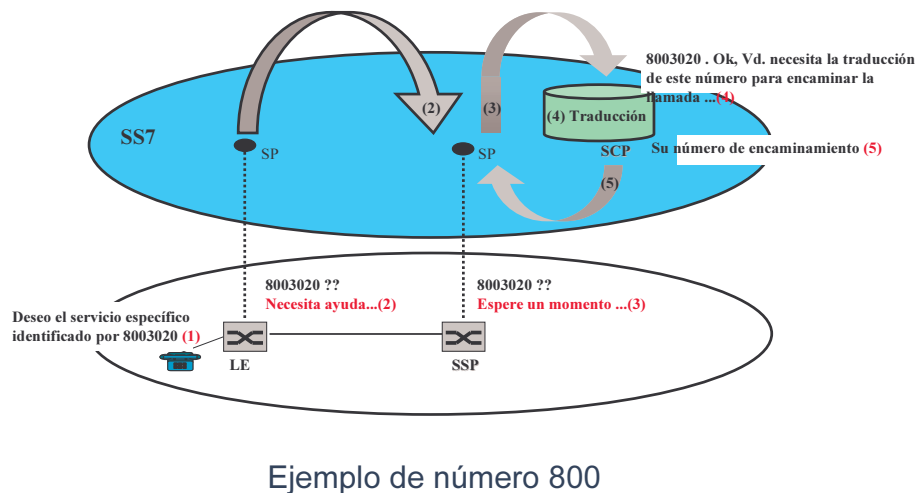 8003020 . Ok, Vd. necesita la traducción
de este número para encaminar la
llamada ...(4)
(2)
(3)
(4) Traducción
SS7
SP
SP
SCP
Su número de encaminamiento (5)
(5)
8003020 ??
Necesita ayuda...(2)
8003020 ??
Espere un momento ...(3)
Deseo el servicio específico
identificado por 8003020 (1)
LE
SSP
Ejemplo de número 800